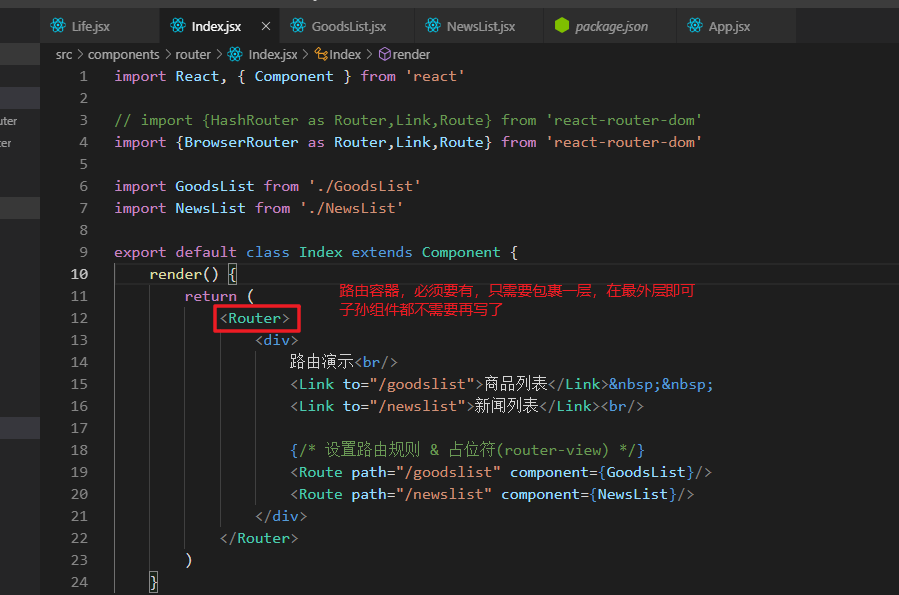 Life.jsx Index.jsx × GoodsList.jsx NewsList.jsx package.json App.jsx
src > components > router > Index.jsx > Index > render
uter
er
1 import React, { Component } from 'react'
2
3 // import {HashRouter as Router,Link,Route} from 'react-router-dom'
4 import {BrowserRouter as Router,Link,Route} from 'react-router-dom'
5
6 import GoodsList from './GoodsList'
7 import NewsList from './NewsList'
8
9 export default class Index extends Component {
10 render() {
11 return (
路由容器，必须要有，只需要包裹一层，在最外层即可
子孙组件都不需要再写了
12 <Router>
13 <div>
14 路由演示<br/>
15 <Link to="/goodslist">商品列表</Link>&nbsp;&nbsp;
16 <Link to="/newslist">新闻列表</Link><br/>
17
18 {/* 设置路由规则 & 占位符(router-view) */}
19 <Route path="/goodslist" component={GoodsList}/>
20 <Route path="/newslist" component={NewsList}/>
21 </div>
22 </Router>
23 )
24 }